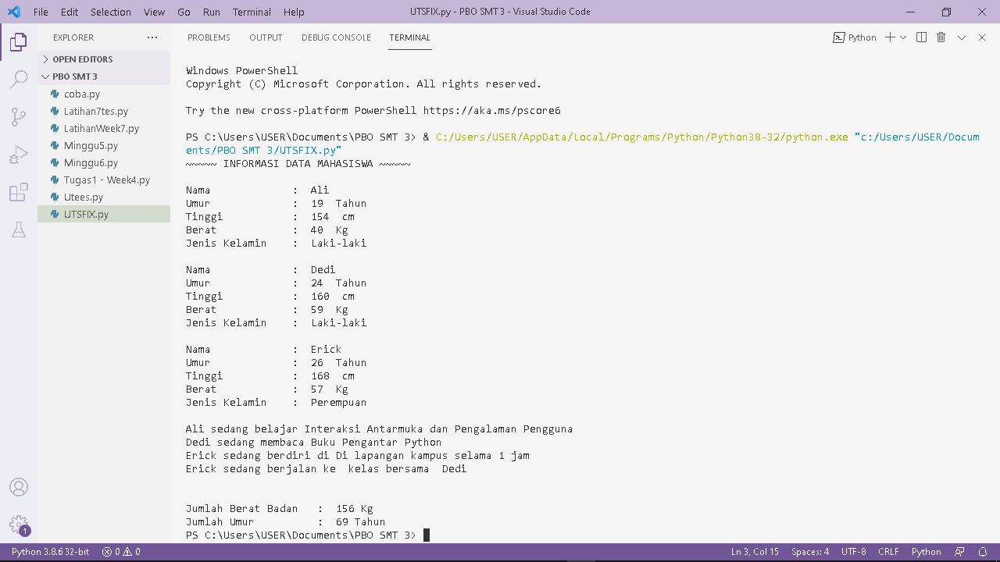 File Edit Selection View Go Run Terminal Help UTSFIX.py - PBO SMT 3 - Visual Studio Code
EXPLORER
OPEN EDITORS
PBO SMT 3
coba.py
Latihan7tes.py
LatihanWeek7.py
Minggu5.py
Minggu6.py
Tugas1 - Week4.py
Utees.py
UTSFIX.py
PROBLEMS OUTPUT DEBUG CONSOLE TERMINAL Python
Windows PowerShell
Copyright (C) Microsoft Corporation. All rights reserved.
Try the new cross-platform PowerShell https://aka.ms/pscore6
PS C:\Users\USER\Documents\PBO SMT 3> & C:/Users/USER/AppData/Local/Programs/Python/Python38-32/python.exe "c:/Users/USER/Docum
ents/PBO SMT 3/UTSFIX.py"
~~~~~ INFORMASI DATA MAHASISWA ~~~~~
Nama : Ali
Umur : 19 Tahun
Tinggi : 154 cm
Berat : 40 Kg
Jenis Kelamin : Laki-laki
Nama : Dedi
Umur : 24 Tahun
Tinggi : 160 cm
Berat : 59 Kg
Jenis Kelamin : Laki-laki
Nama : Erick
Umur : 26 Tahun
Tinggi : 168 cm
Berat : 57 Kg
Jenis Kelamin : Perempuan
Ali sedang belajar Interaksi Antarmuka dan Pengalaman Pengguna
Dedi sedang membaca Buku Pengantar Python
Erick sedang berdiri di Di lapangan kampus selama 1 jam
Erick sedang berjalan ke kelas bersama Dedi
Jumlah Berat Badan : 156 Kg
Jumlah Umur : 69 Tahun
PS C:\Users\USER\Documents\PBO SMT 3>
1
Python 3.8.6 32-bit 0 0 Ln 3, Col 15 Spaces: 4 UTF-8 CRLF Python